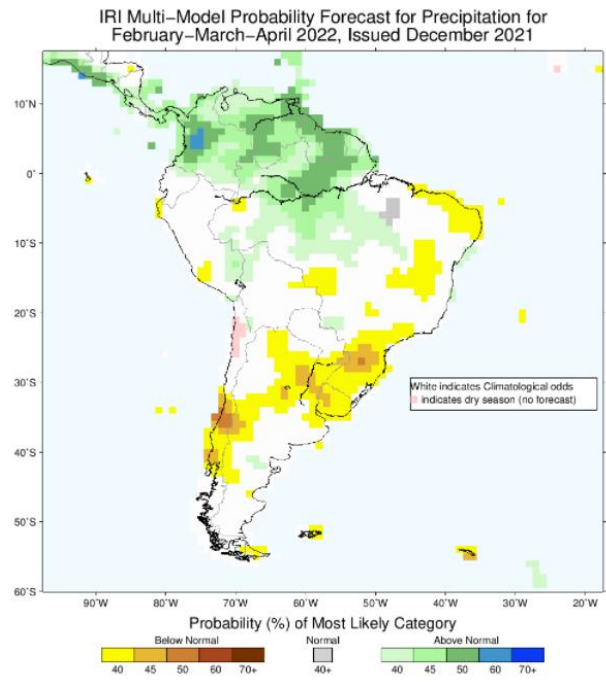 IRI Multi-Model Probability Forecast for Precipitation for
February-March-April 2022, Issued December 2021
10˚N
0˚
10˚S
20˚S
30˚S
40˚S
50˚S
60˚S
White indicates Climatological odds
indicates dry season (no forecast)
90˚W 80˚W 70˚W 60˚W 50˚W 40˚W 30˚W 20˚W
Probability (%) of Most Likely Category
Below Normal Normal Above Normal
40 45 50 60 70+ 40+ 40 45 50 60 70+